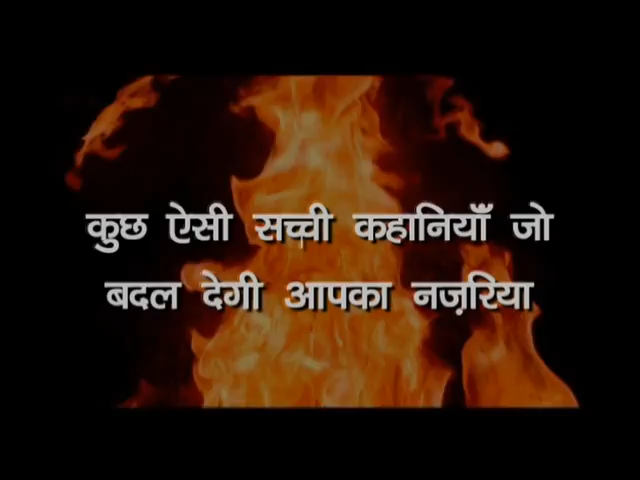 कुछ ऐसी सच्ची कहानियाँ जो
बदल देगी आपका नज़रिया